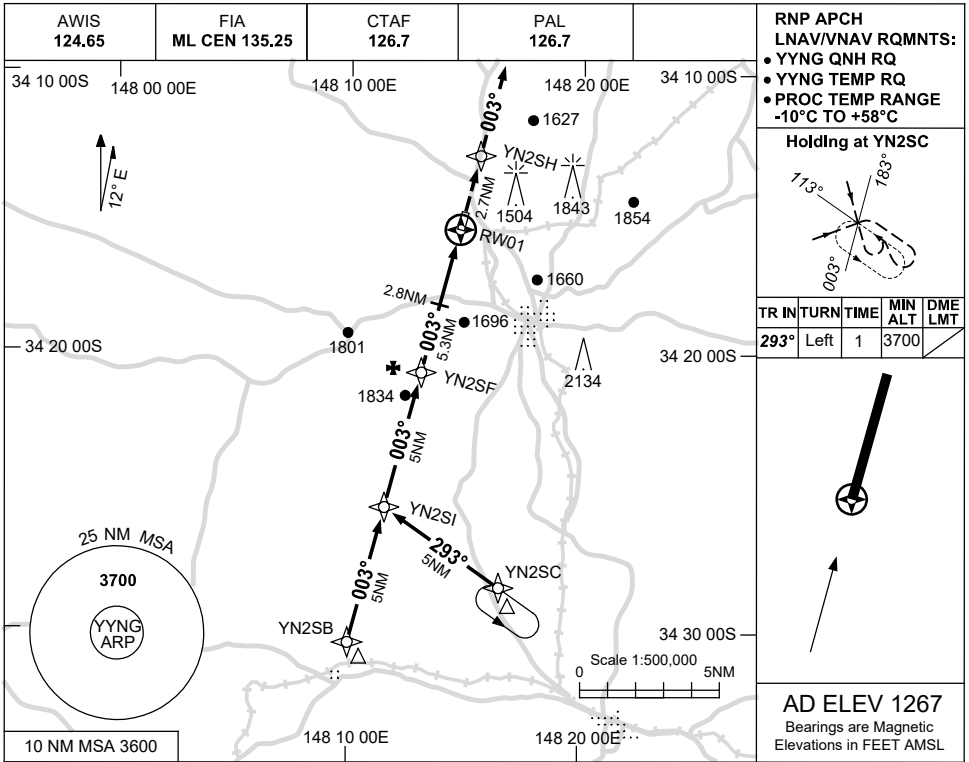 AWIS
124.65
FIA
ML CEN 135.25
CTAF
126.7
PAL
126.7
RNP APCH
LNAV/VNAV RQMNTS:
• YYNG QNH RQ
• YYNG TEMP RQ
• PROC TEMP RANGE
-10°C TO +58°C
34 10 00S
148 00 00E
148 10 00E
148 20 00E
34 10 00S
12° E
003°
1627
YN2SH
2.7NM
1504
1843
1854
RW01
1660
2.8NM
003°
5.3NM
1696
1801
34 20 00S
34 20 00S
YN2SF
2134
1834
003°
5NM
YN2SI
293°
5NM
YN2SC
003°
5NM
YN2SB
25 NM MSA
3700
YYNG
ARP
10 NM MSA 3600
34 30 00S
Scale 1:500,000
0
5NM
148 10 00E
148 20 00E
Holding at YN2SC
113°
183°
003°
TR IN TURN TIME MIN ALT DME LMT
293° Left 1 3700
AD ELEV 1267
Bearings are Magnetic
Elevations in FEET AMSL